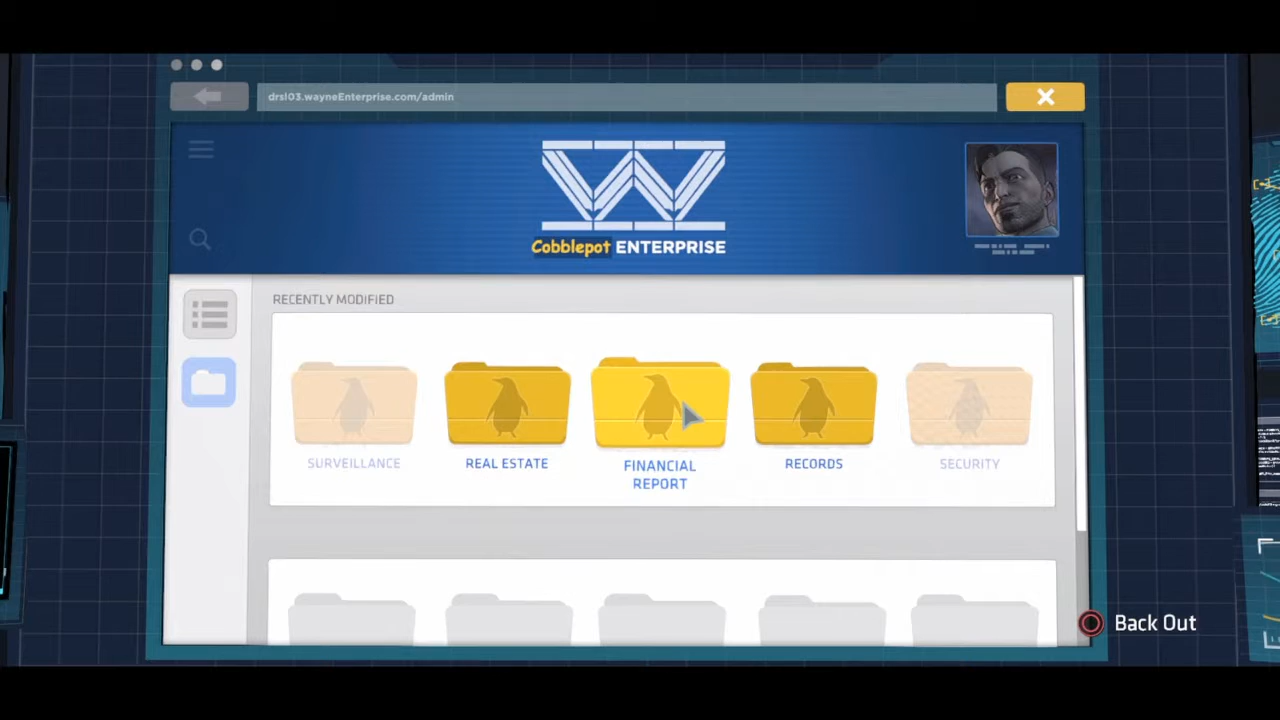 drsl03.wayneEnterprise.com/admin
Cobblepot ENTERPRISE
RECENTLY MODIFIED
SURVEILLANCE
REAL ESTATE
FINANCIAL
REPORT
RECORDS
SECURITY
Back Out